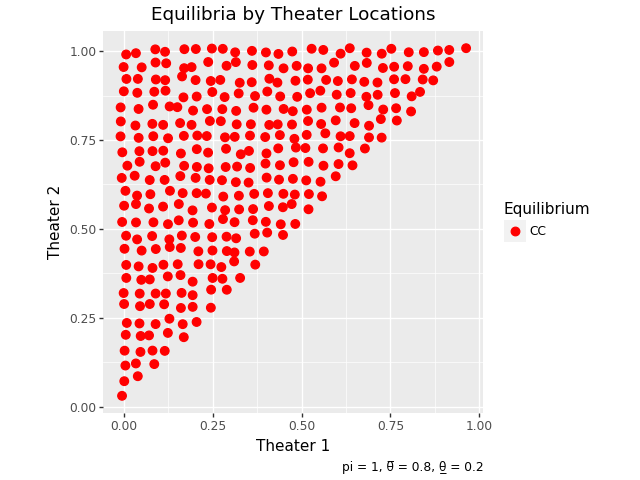 Equilibria by Theater Locations
1.00
0.75
0.50
0.25
0.00
Theater 2
0.00 0.25 0.50 0.75 1.00
Theater 1
Equilibrium
CC
pi = 1, θ̅ = 0.8, θ̲ = 0.2